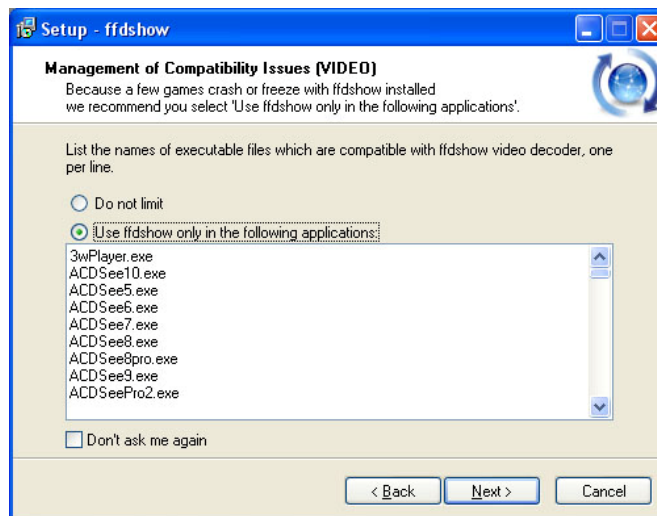 Setup - ffdshow
Management of Compatibility Issues (VIDEO)
Because a few games crash or freeze with ffdshow installed
we recommend you select 'Use ffdshow only in the following applications'.
List the names of executable files which are compatible with ffdshow video decoder, one
per line.
Do not limit
Use ffdshow only in the following applications:
3wPlayer.exe
ACDSee10.exe
ACDSee5.exe
ACDSee6.exe
ACDSee7.exe
ACDSee8.exe
ACDSee8pro.exe
ACDSee9.exe
ACDSeePro2.exe
Don't ask me again
< Back Next > Cancel